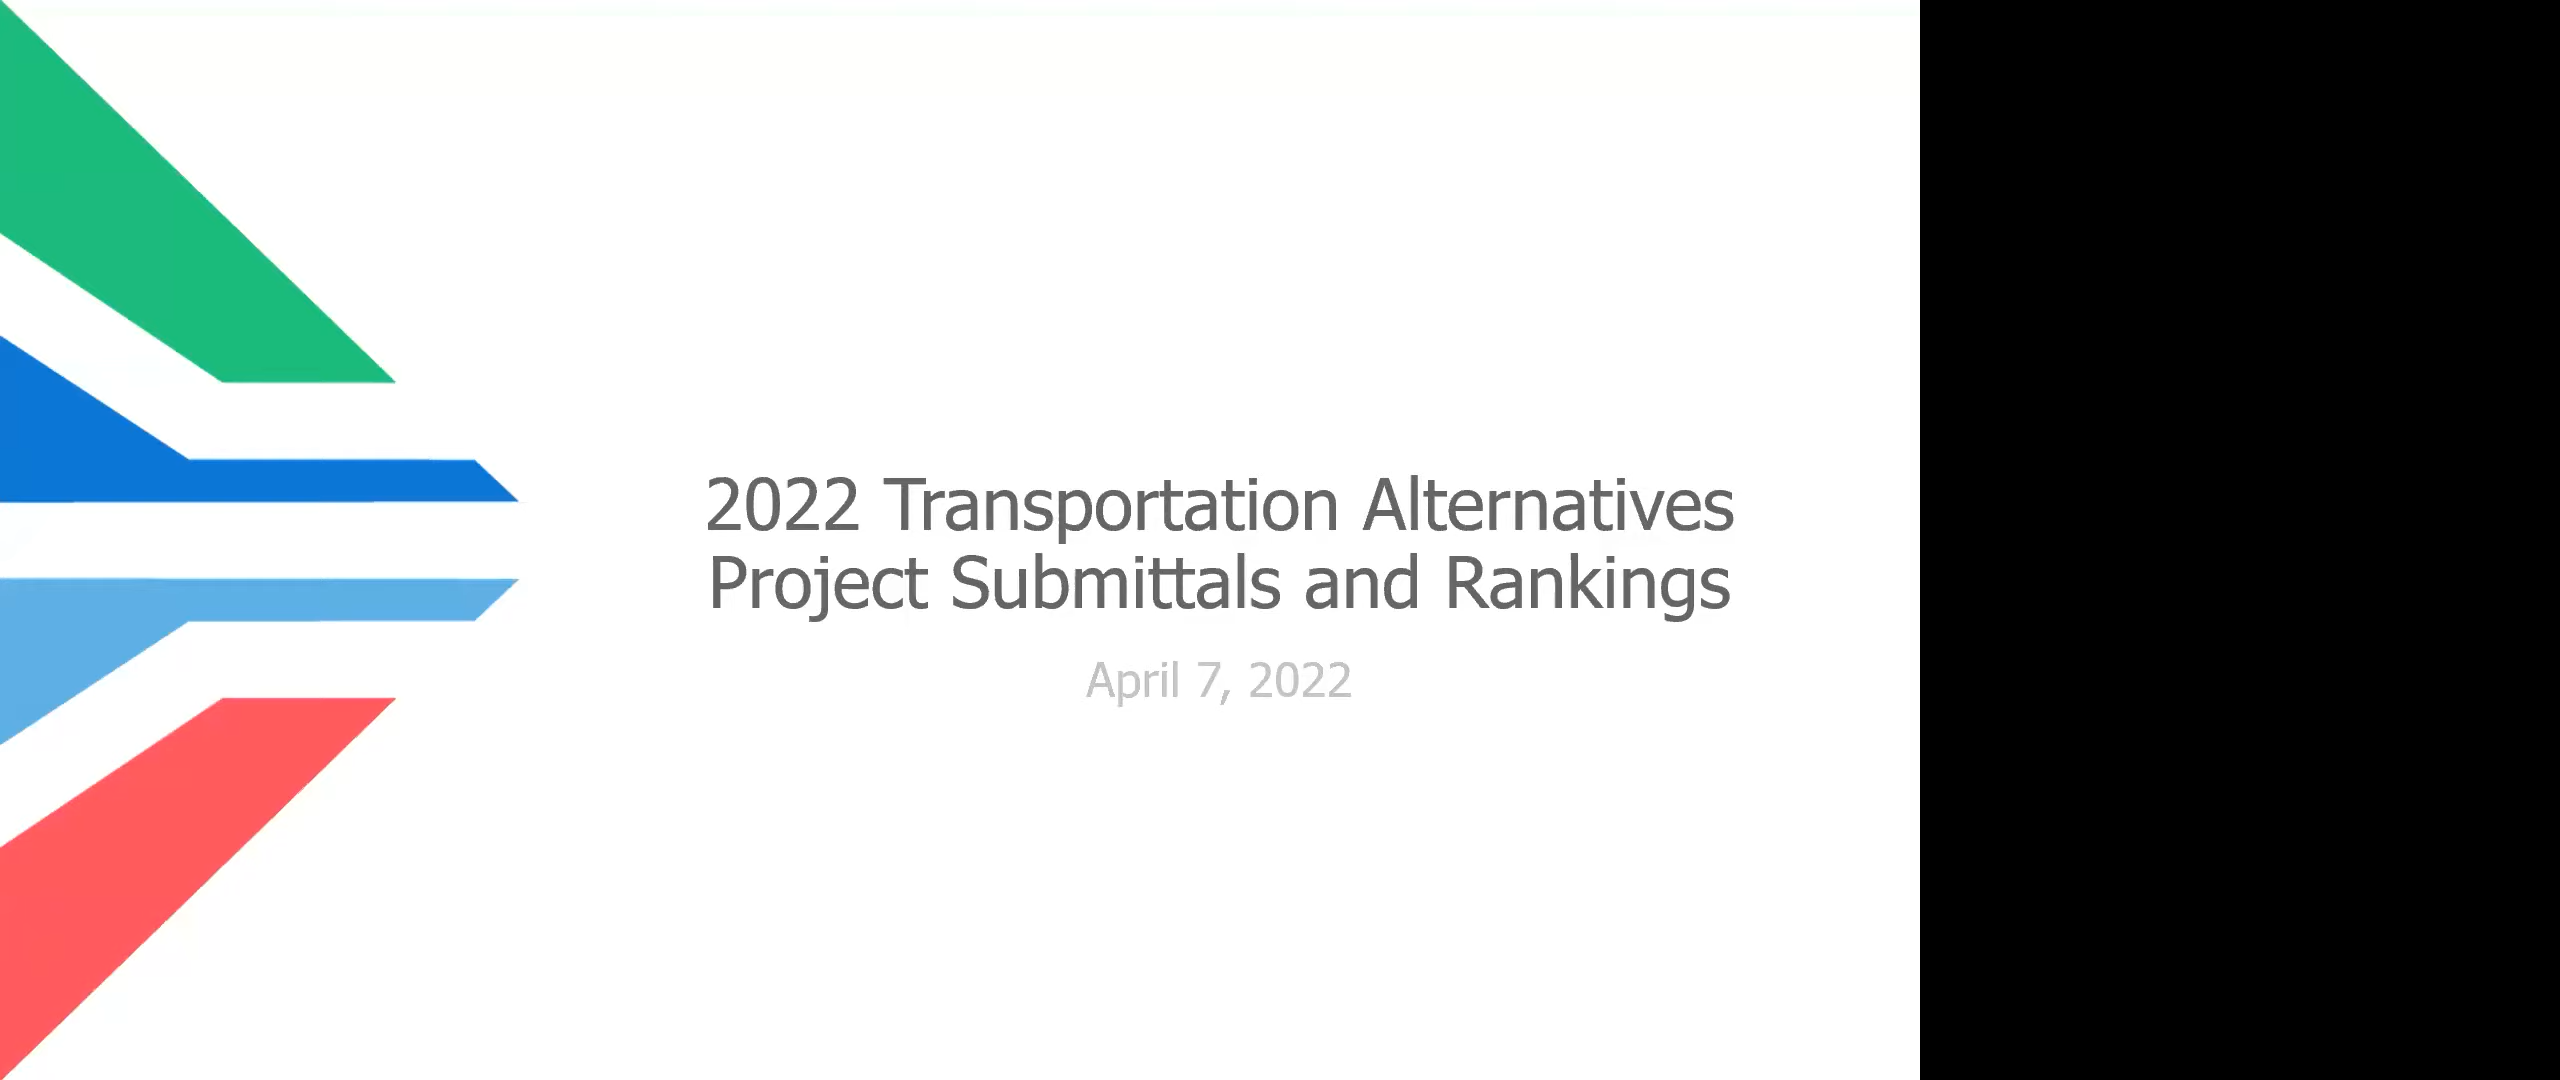 2022 Transportation Alternatives
Project Submittals and Rankings
April 7, 2022